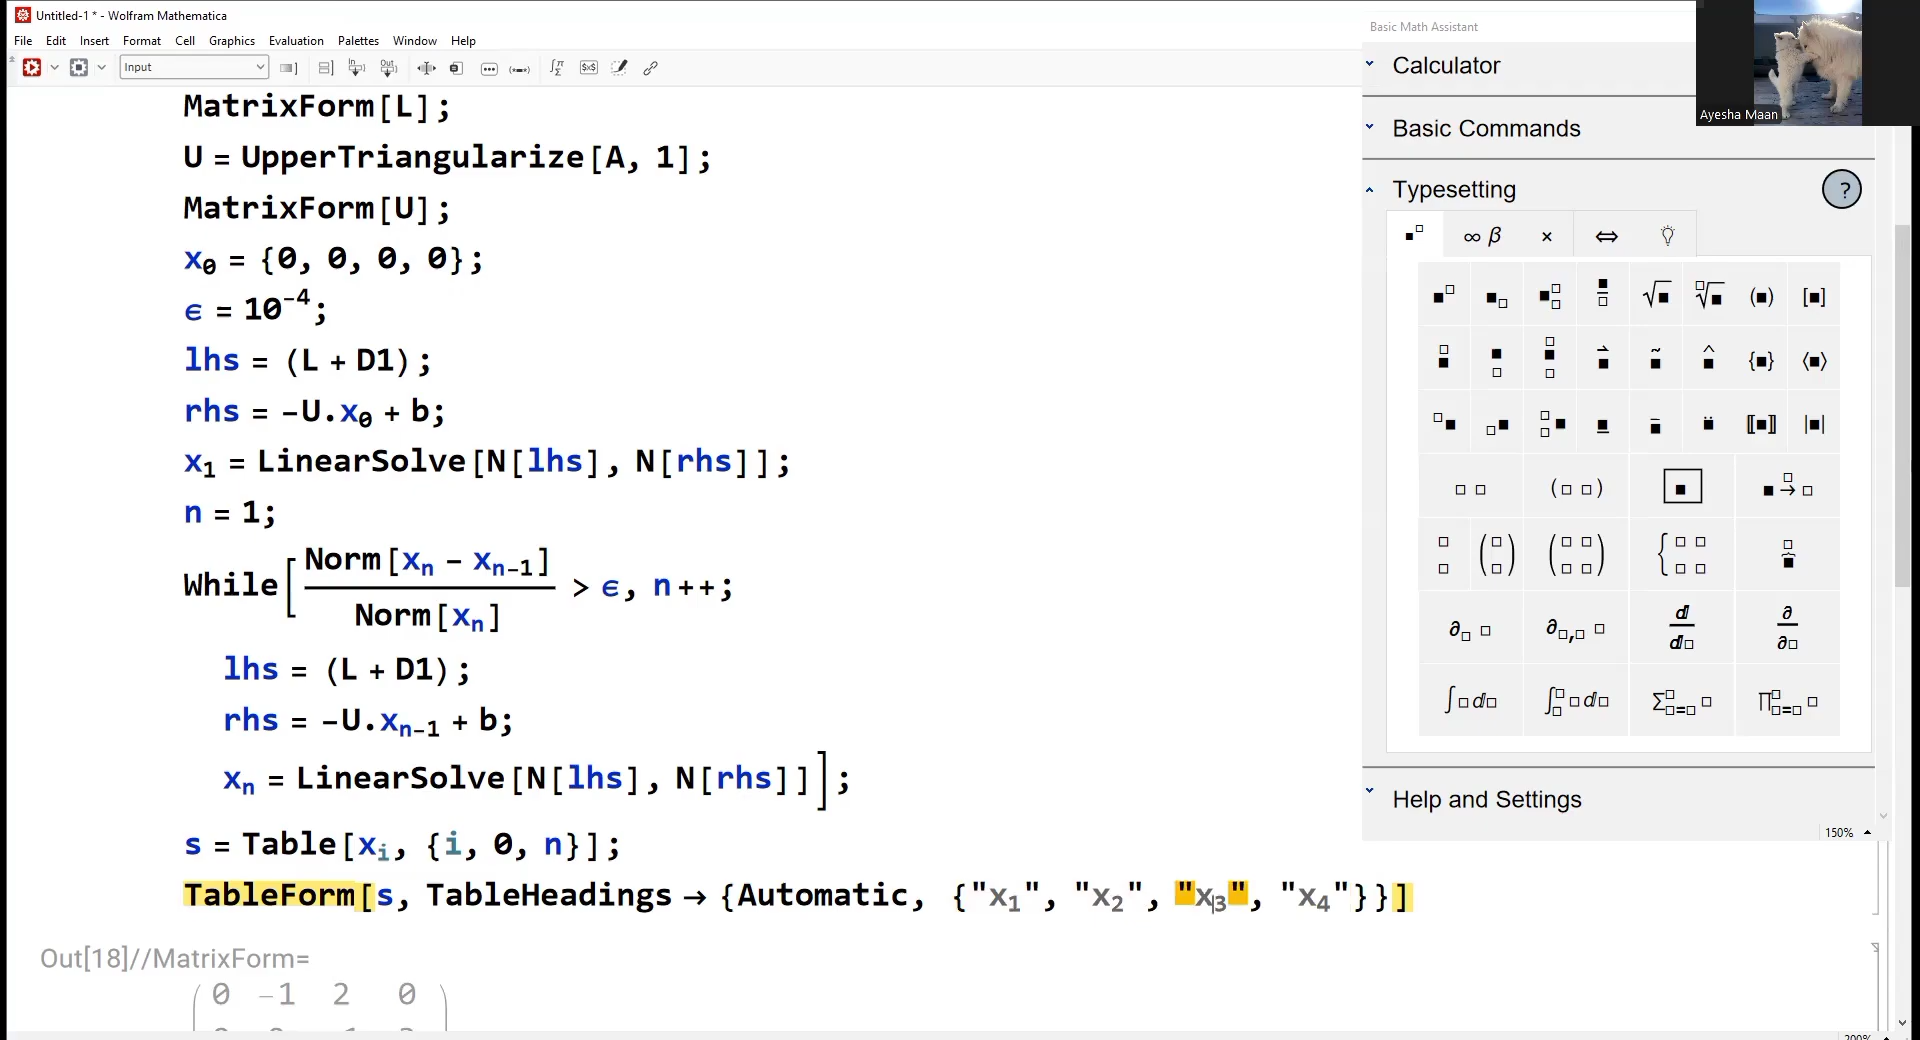 Untitled-1 * - Wolfram Mathematica
File Edit Insert Format Cell Graphics Evaluation Palettes Window Help
Input
MatrixForm[L];
U = UpperTriangularize[A, 1];
MatrixForm[U];
x₀ = {0, 0, 0, 0};
ϵ = 10⁻⁴;
lhs = (L + D1);
rhs = -U.x₀ + b;
x₁ = LinearSolve[N[lhs], N[rhs]];
n = 1;
While[Norm[xₙ - xₙ₋₁]/Norm[xₙ] > ϵ, n++;
lhs = (L + D1);
rhs = -U.xₙ₋₁ + b;
xₙ = LinearSolve[N[lhs], N[rhs]]];
s = Table[xᵢ, {i, 0, n}];
TableForm[s, TableHeadings → {Automatic, {"x₁", "x₂", "x₃", "x₄"}}]
Out[18]//MatrixForm=
0 -1 2 0
Basic Math Assistant
Calculator
Basic Commands
Typesetting
?
∞ β × ⇔
√■ (■) [■]
{■} ⟨■⟩
⟦■⟧ |■|
∂□ □ ∂□,□ □ ⅆ/ⅆ□ ∂/∂□
∫□ⅆ□ ∫□ⅆ□ Σ□=□ □ ∏□=□ □
Help and Settings
150%
Ayesha Maan